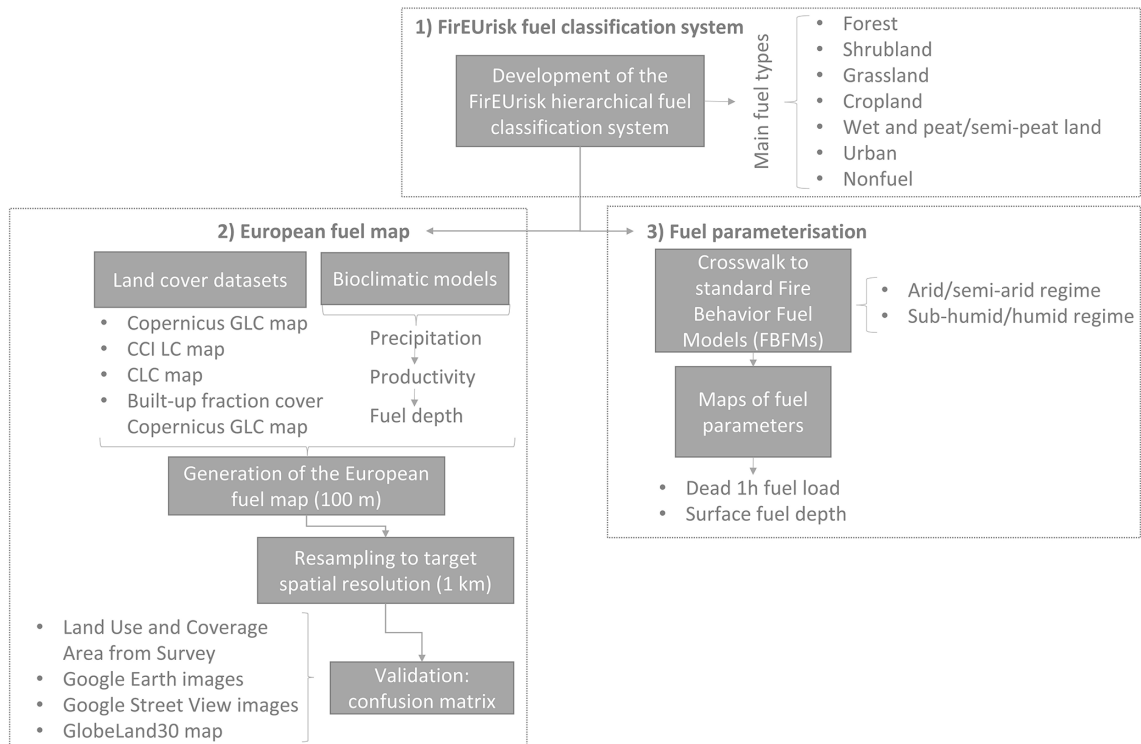 1) FirEUrisk fuel classification system
Development of the
FirEUrisk hierarchical fuel
classification system
Main fuel types
• Forest
• Shrubland
• Grassland
• Cropland
• Wet and peat/semi-peat land
• Urban
• Nonfuel
2) European fuel map
Land cover datasets
• Copernicus GLC map
• CCI LC map
• CLC map
• Built-up fraction cover
Copernicus GLC map
Bioclimatic models
Precipitation
Productivity
Fuel depth
Generation of the European
fuel map (100 m)
Resampling to target
spatial resolution (1 km)
• Land Use and Coverage
Area from Survey
• Google Earth images
• Google Street View images
• GlobeLand30 map
Validation:
confusion matrix
3) Fuel parameterisation
Crosswalk to
standard Fire
Behavior Fuel
Models (FBFMs)
• Arid/semi-arid regime
• Sub-humid/humid regime
Maps of fuel
parameters
• Dead 1h fuel load
• Surface fuel depth